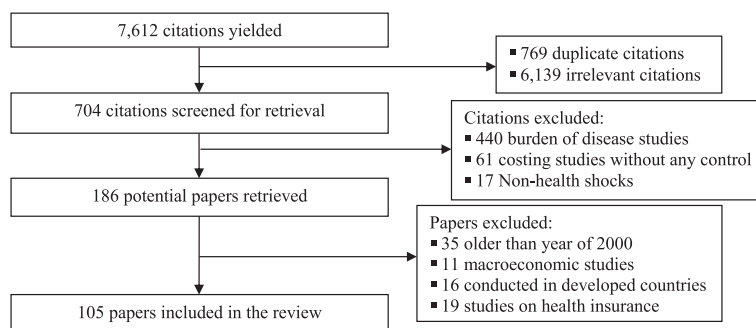 7,612 citations yielded
▪ 769 duplicate citations
▪ 6,139 irrelevant citations
704 citations screened for retrieval
Citations excluded:
▪ 440 burden of disease studies
▪ 61 costing studies without any control
▪ 17 Non-health shocks
186 potential papers retrieved
Papers excluded:
▪ 35 older than year of 2000
▪ 11 macroeconomic studies
▪ 16 conducted in developed countries
▪ 19 studies on health insurance
105 papers included in the review